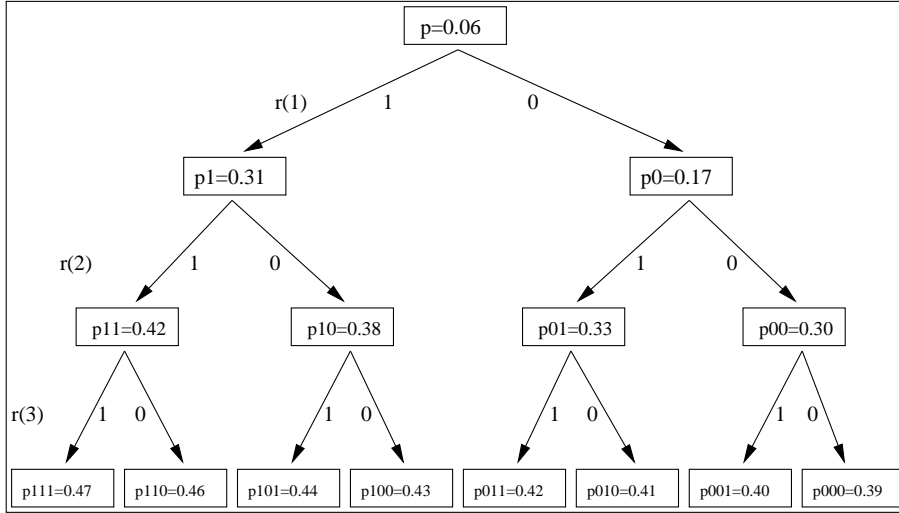 p=0.06
r(1) 1 0
p1=0.31 p0=0.17
r(2) 1 0 1 0
p11=0.42 p10=0.38 p01=0.33 p00=0.30
r(3) 1 0 1 0 1 0 1 0
p111=0.47 p110=0.46 p101=0.44 p100=0.43 p011=0.42 p010=0.41 p001=0.40 p000=0.39